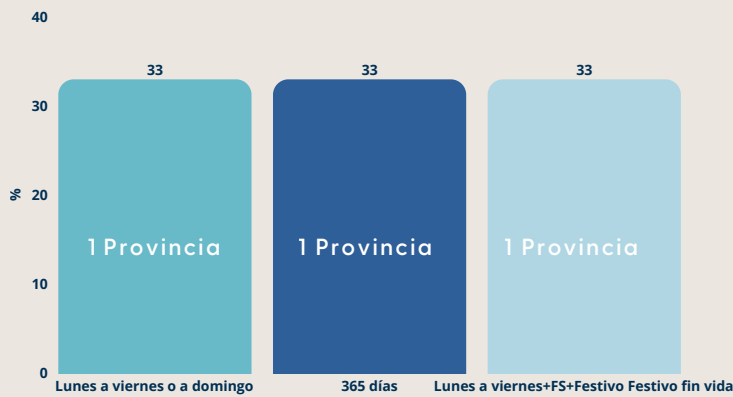 40
33
33
33
30
%
20
1 Provincia
1 Provincia
1 Provincia
10
0
Lunes a viernes o a domingo
365 días
Lunes a viernes+FS+Festivo Festivo fin vida